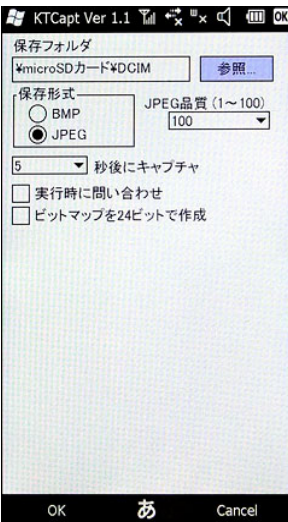 KTCapt Ver 1.1
OK
保存フォルダ
¥microSDカード¥DCIM
参照...
保存形式
BMP
JPEG
JPEG品質(1~100)
100
5
秒後にキャプチャ
実行時に問い合わせ
ビットマップを24ビットで作成
OK
あ
Cancel